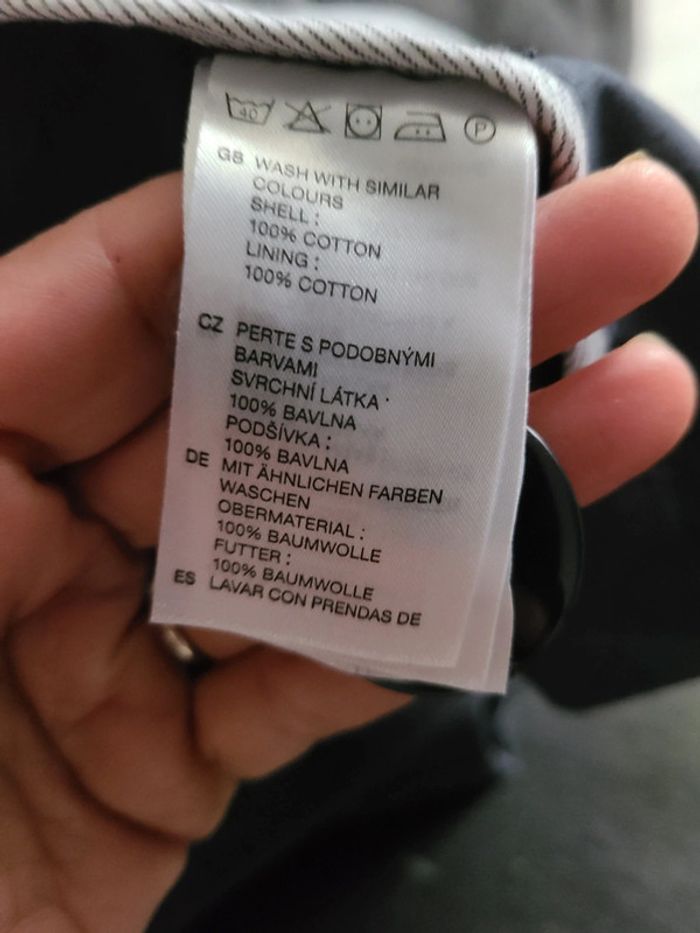 40
P
GB WASH WITH SIMILAR
COLOURS
SHELL :
100% COTTON
LINING :
100% COTTON
CZ PERTE S PODOBNÝMI
BARVAMI
SVRCHNÍ LÁTKA :
100% BAVLNA
PODŠÍVKA :
100% BAVLNA
DE MIT ÄHNLICHEN FARBEN
WASCHEN
OBERMATERIAL :
100% BAUMWOLLE
FUTTER :
100% BAUMWOLLE
ES LAVAR CON PRENDAS DE